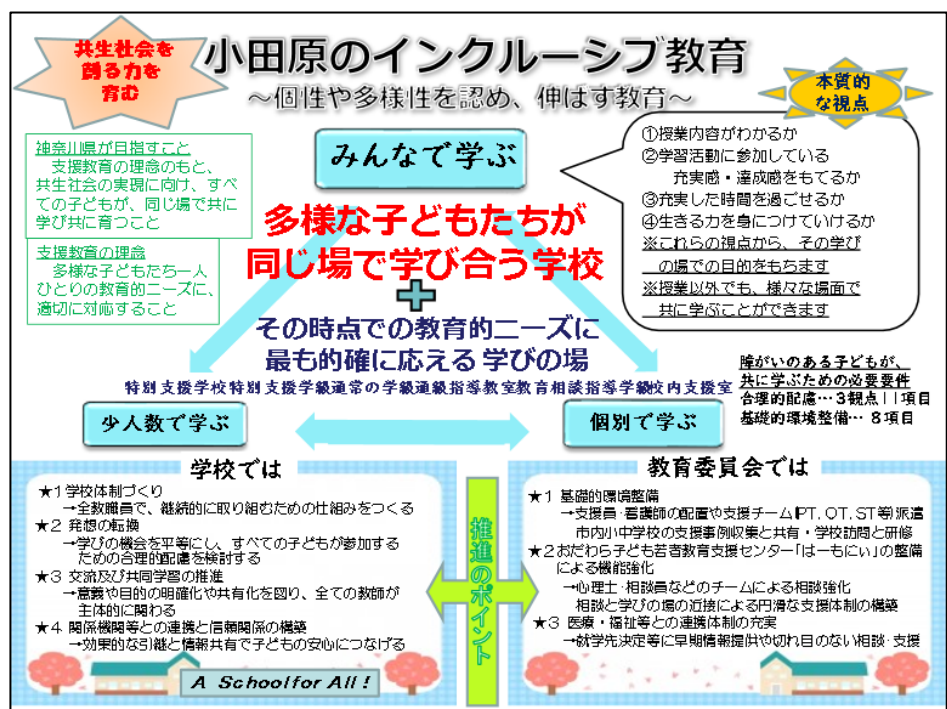 共生社会を
創る力を
育む
小田原のインクルーシブ教育
～個性や多様性を認め、伸ばす教育～
本質的
な視点
神奈川県が目指すこと
支援教育の理念のもと、
共生社会の実現に向け、すべ
ての子どもが、同じ場で共に
学び共に育つこと
支援教育の理念
多様な子どもたち一人
ひとりの教育的ニーズに、
適切に対応すること
みんなで学ぶ
①授業内容がわかるか
②学習活動に参加している
充実感・達成感をもてるか
③充実した時間を過ごせるか
④生きる力を身につけていけるか
※これらの視点から、その学び
の場での目的をもちます
※授業以外でも、様々な場面で
共に学ぶことができます
多様な子どもたちが
同じ場で学び合う学校
その時点での教育的ニーズに
最も的確に応える 学びの場
特別支援学校特別支援学級通常の学級通級指導教室教育相談指導学級校内支援室
障がいのある子どもが、
共に学ぶための必要要件
合理的配慮…３観点１１項目
基礎的環境整備…８項目
少人数で学ぶ
個別で学ぶ
学校では
★１学校体制づくり
→全教職員で、継続的に取り組むための仕組みをつくる
★２ 発想の転換
→学びの機会を平等にし、すべての子どもが参加する
ための合理的配慮を検討する
★３ 交流及び共同学習の推進
→意義や目的の明確化や共有化を図り、全ての教師が
主体的に関わる
★４ 関係機関等との連携と信頼関係の構築
→効果的な引継と情報共有で子どもの安心につなげる
A Schoolfor All !
推進のポイント
教育委員会では
★１ 基礎的環境整備
→支援員・看護師の配置や支援チーム(PT、OT、ST等)派遣
市内小中学校の支援事例収集と共有・学校訪問と研修
★２おだわら子ども若者教育支援センター「はーもにぃ」の整備
による機能強化
→心理士・相談員などのチームによる相談強化
相談と学びの場の近接による円滑な支援体制の構築
★３ 医療・福祉等との連携体制の充実
→就学先決定等に早期情報提供や切れ目のない相談・支援